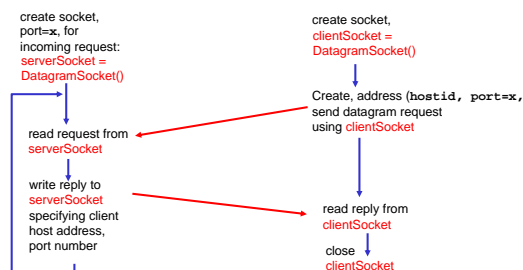 create socket,
port=x, for
incoming request:
serverSocket =
DatagramSocket()
read request from
serverSocket
write reply to
serverSocket
specifying client
host address,
port number
create socket,
clientSocket =
DatagramSocket()
Create, address (hostid, port=x,
send datagram request
using clientSocket
read reply from
clientSocket
close
clientSocket